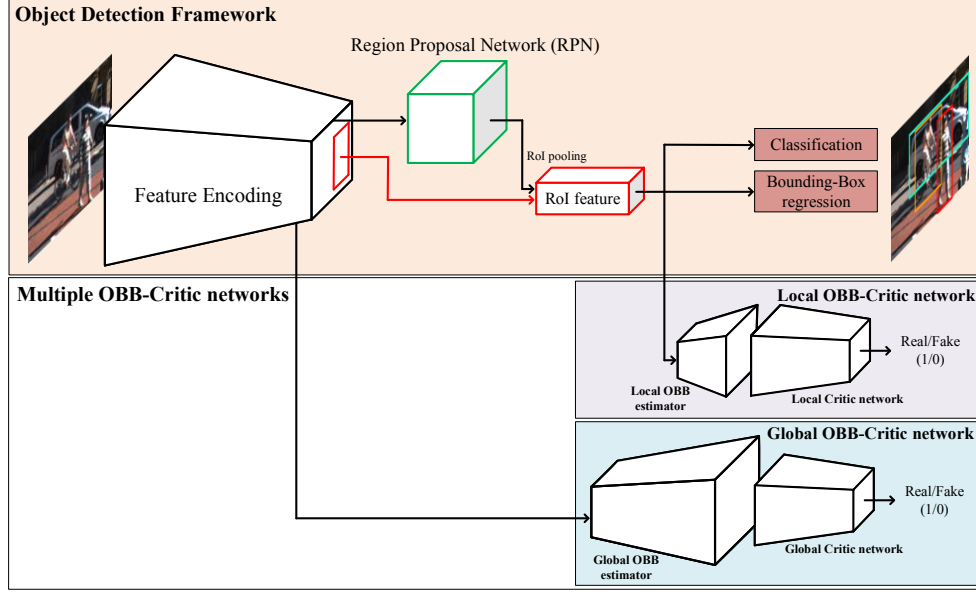 Object Detection Framework
Region Proposal Network (RPN)
Feature Encoding
RoI pooling
RoI feature
Classification
Bounding-Box
regression
Multiple OBB-Critic networks
Local OBB-Critic network
Real/Fake
(1/0)
Local OBB
estimator
Local Critic network
Global OBB-Critic network
Real/Fake
(1/0)
Global OBB
estimator
Global Critic network